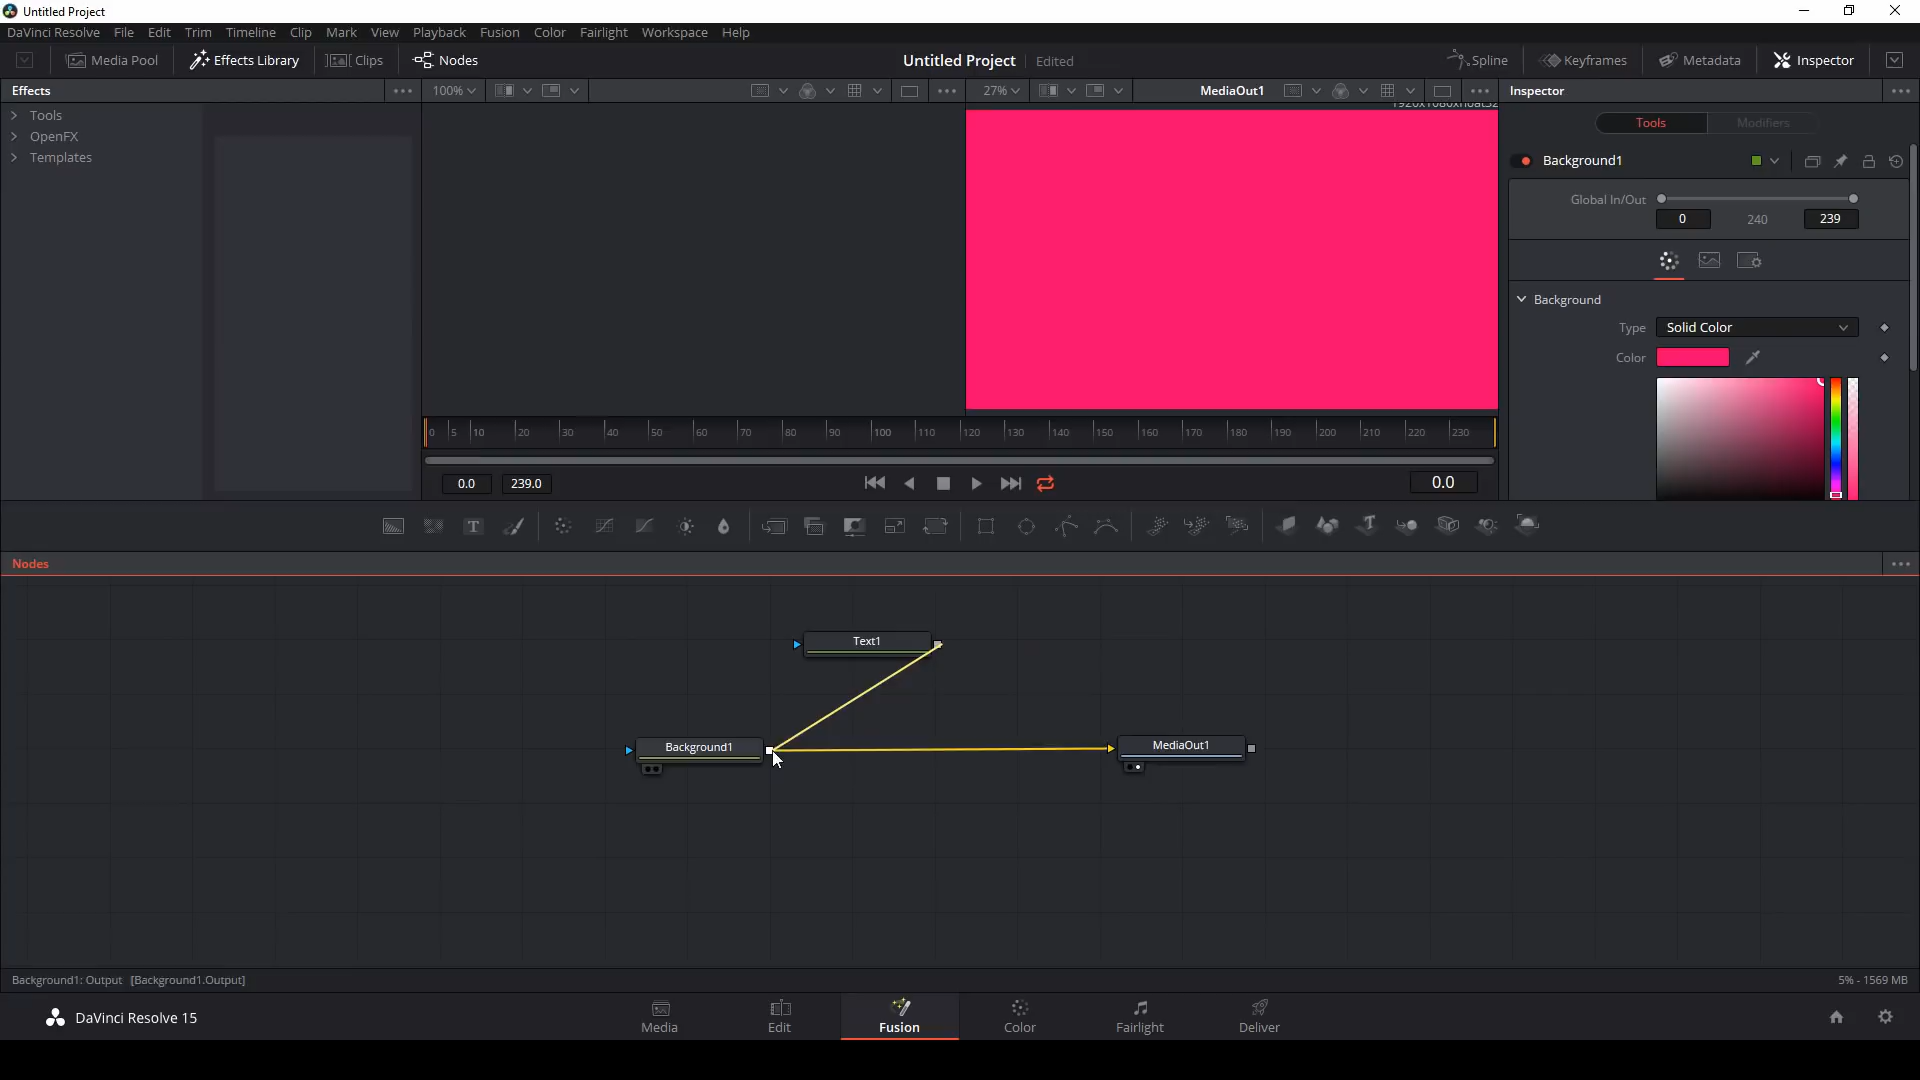 Untitled Project
DaVinci Resolve File Edit Trim Timeline Clip Mark View Playback Fusion Color Fairlight Workspace Help
Media Pool Effects Library Clips Nodes Untitled Project Edited Spline Keyframes Metadata Inspector
Effects 100% 27% MediaOut1 Inspector
Tools
OpenFX
Templates
Tools Modifiers
Background1
Global In/Out
0 240 239
Background
Type Solid Color
Color
0 5 10 20 30 40 50 60 70 80 90 100 110 120 130 140 150 160 170 180 190 200 210 220 230
0.0 239.0 0.0
Nodes
Text1
Background1
MediaOut1
Background1: Output [Background1.Output] 5% - 1569 MB
DaVinci Resolve 15 Media Edit Fusion Color Fairlight Deliver